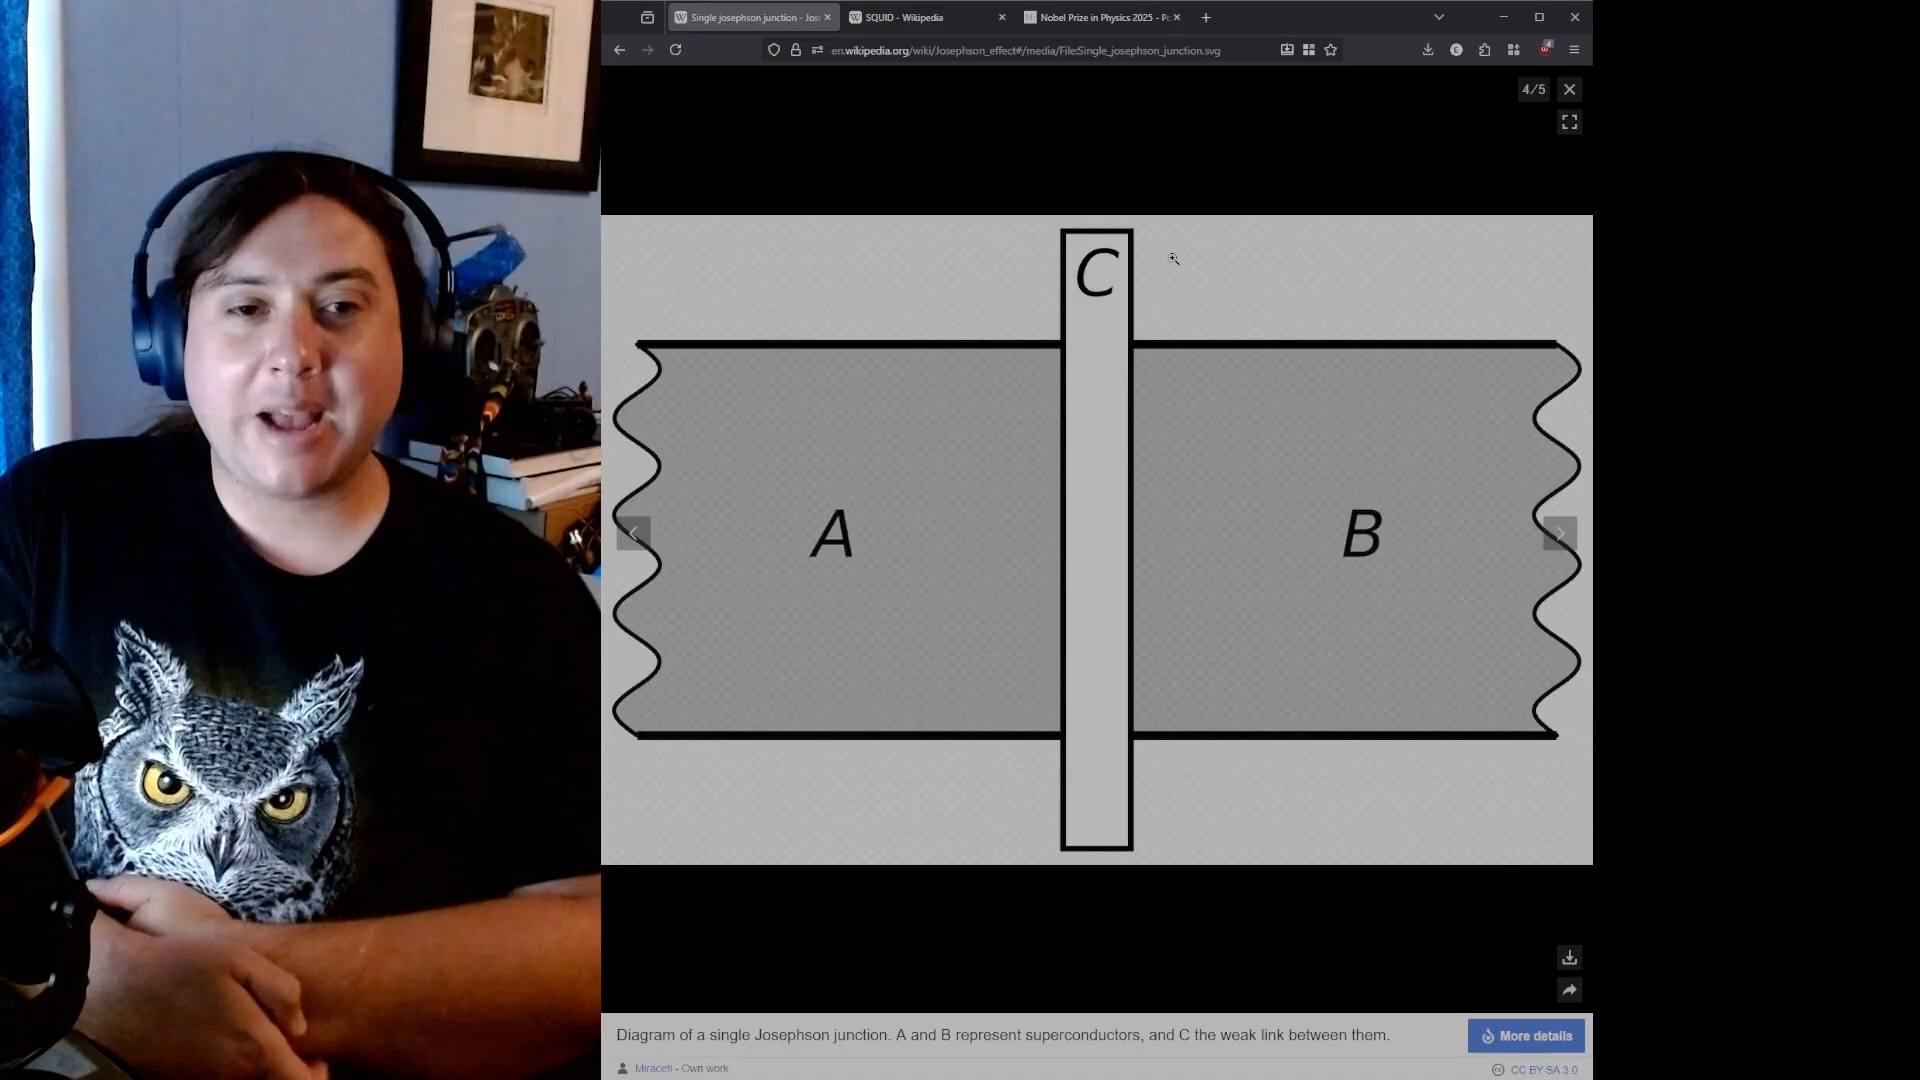 Single josephson junction - Jos
SQUID - Wikipedia
Nobel Prize in Physics 2025 - Po
en.wikipedia.org/wiki/Josephson_effect#/media/File:Single_josephson_junction.svg
4
4/5
C
A
B
Diagram of a single Josephson junction. A and B represent superconductors, and C the weak link between them.
More details
Miraceti - Own work
CC BY-SA 3.0